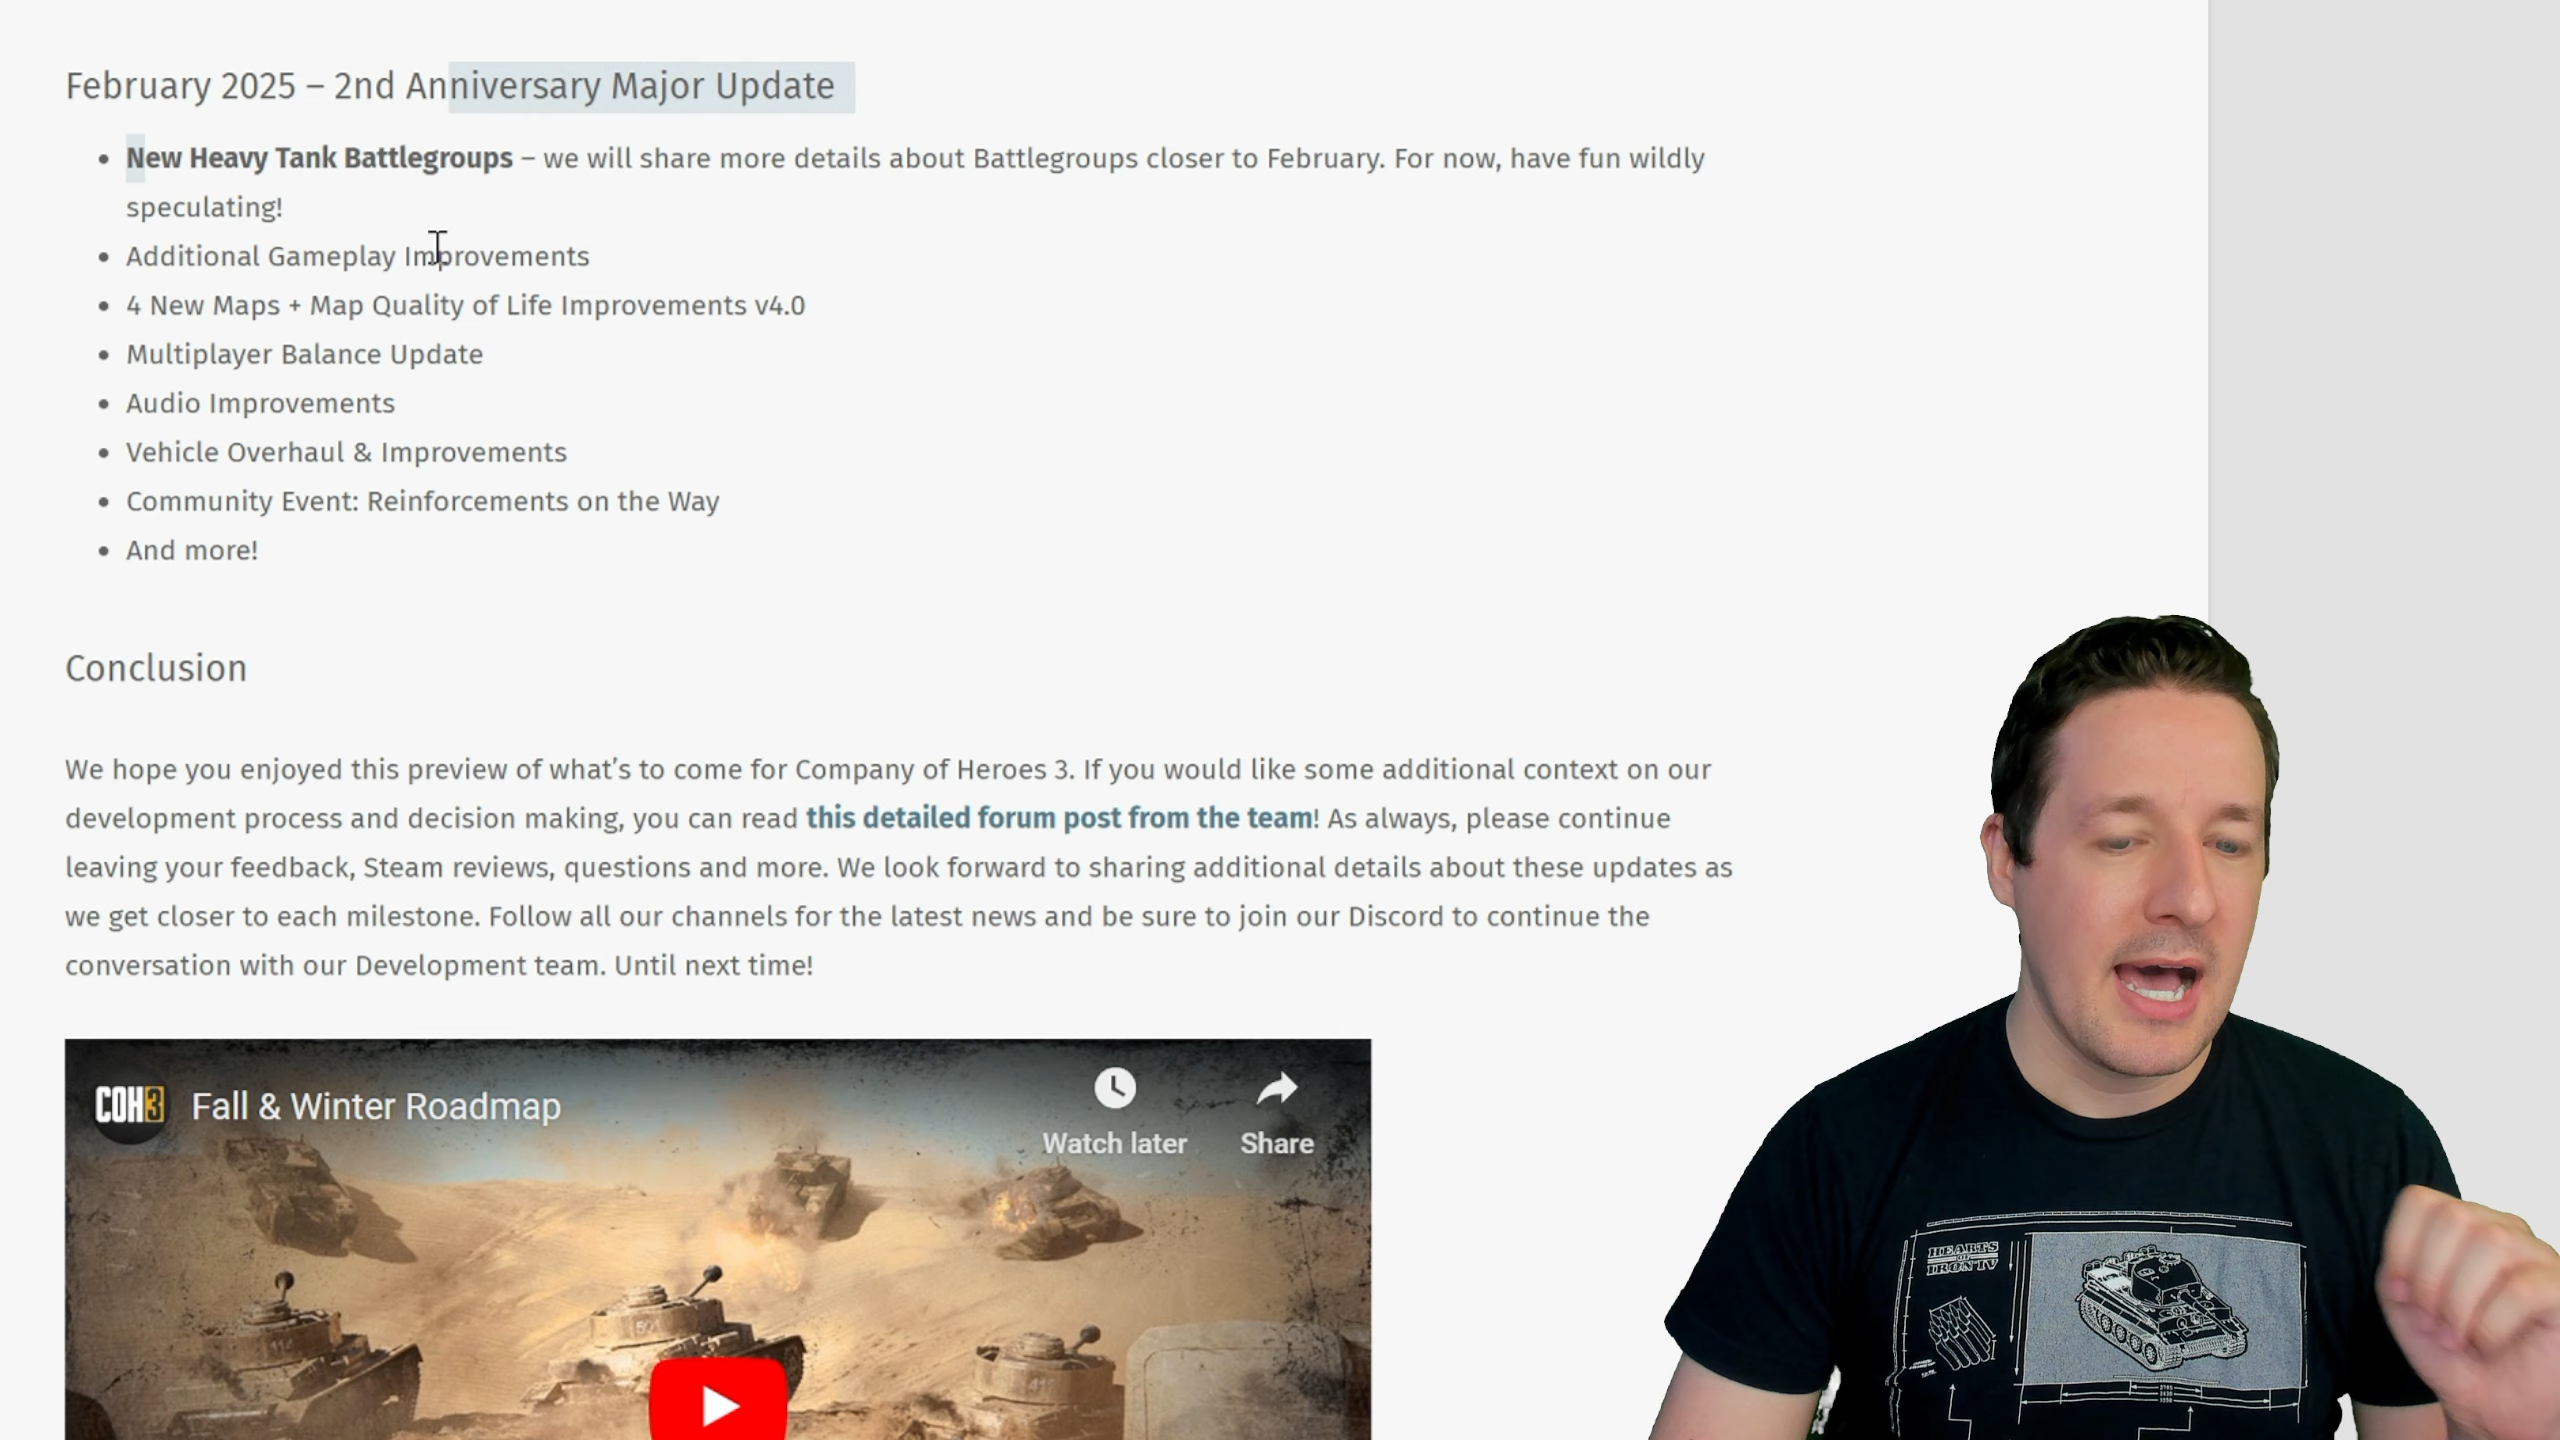 February 2025 – 2nd Anniversary Major Update
New Heavy Tank Battlegroups – we will share more details about Battlegroups closer to February. For now, have fun wildly
speculating!
Additional Gameplay Improvements
4 New Maps + Map Quality of Life Improvements v4.0
Multiplayer Balance Update
Audio Improvements
Vehicle Overhaul & Improvements
Community Event: Reinforcements on the Way
And more!
Conclusion
We hope you enjoyed this preview of what’s to come for Company of Heroes 3. If you would like some additional context on our
development process and decision making, you can read this detailed forum post from the team! As always, please continue
leaving your feedback, Steam reviews, questions and more. We look forward to sharing additional details about these updates as
we get closer to each milestone. Follow all our channels for the latest news and be sure to join our Discord to continue the
conversation with our Development team. Until next time!
COH3
Fall & Winter Roadmap
Watch later
Share
HEARTS
OF
IRON IV